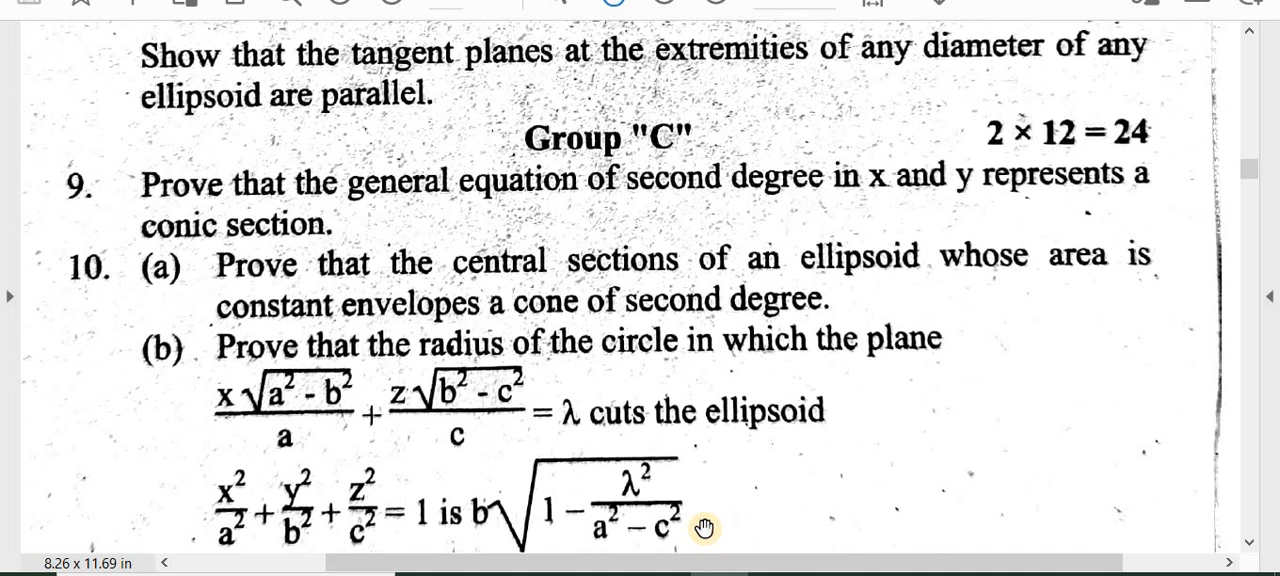 Show that the tangent planes at the extremities of any diameter of any
ellipsoid are parallel.
Group "C" 2 × 12 = 24
9. Prove that the general equation of second degree in x and y represents a
conic section.
10. (a) Prove that the central sections of an ellipsoid whose area is
constant envelopes a cone of second degree.
(b) Prove that the radius of the circle in which the plane
x√(a² - b²)/a + z√(b² - c²)/c = λ cuts the ellipsoid
x²/a² + y²/b² + z²/c² = 1 is b√(1 - λ²/(a² - c²))
8.26 x 11.69 in